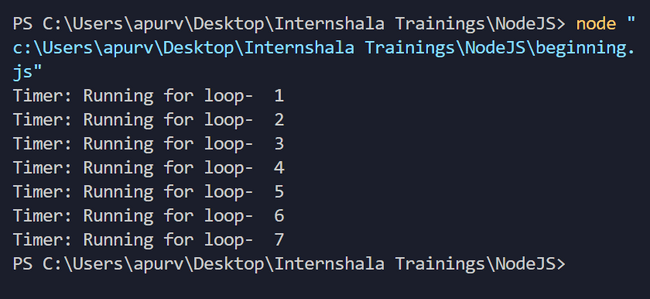 PS C:\Users\apurv\Desktop\Internshala Trainings\NodeJS> node "
c:\Users\apurv\Desktop\Internshala Trainings\NodeJS\beginning.
js"
Timer: Running for loop-  1
Timer: Running for loop-  2
Timer: Running for loop-  3
Timer: Running for loop-  4
Timer: Running for loop-  5
Timer: Running for loop-  6
Timer: Running for loop-  7
PS C:\Users\apurv\Desktop\Internshala Trainings\NodeJS>